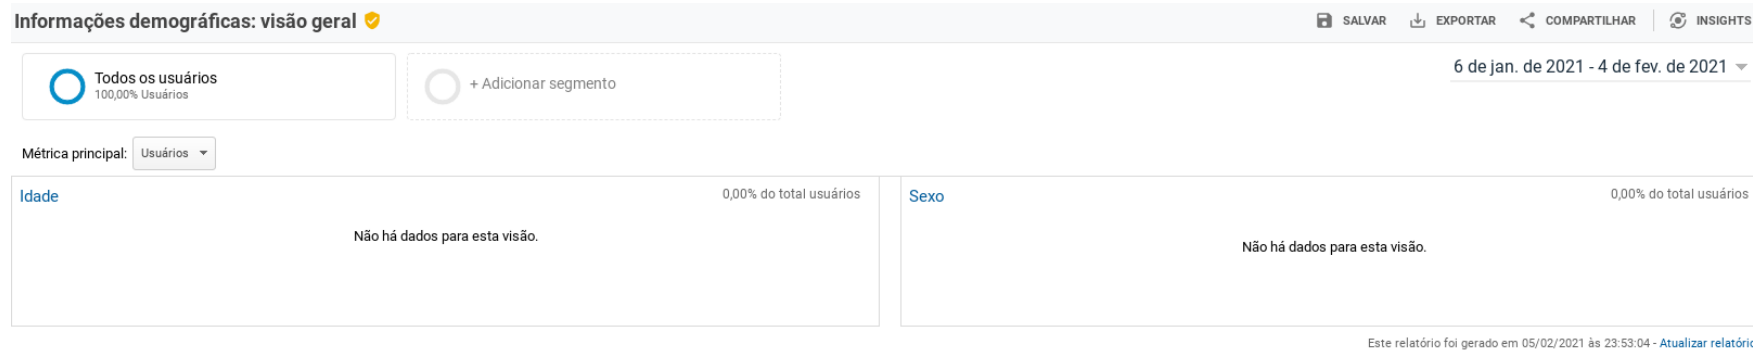 Informações demográficas: visão geral
SALVAR EXPORTAR COMPARTILHAR INSIGHTS
Todos os usuários
100,00% Usuários
+ Adicionar segmento
6 de jan. de 2021 - 4 de fev. de 2021
Métrica principal: Usuários
Idade 0,00% do total usuários
Não há dados para esta visão.
Sexo 0,00% do total usuários
Não há dados para esta visão.
Este relatório foi gerado em 05/02/2021 às 23:53:04 - Atualizar relatório